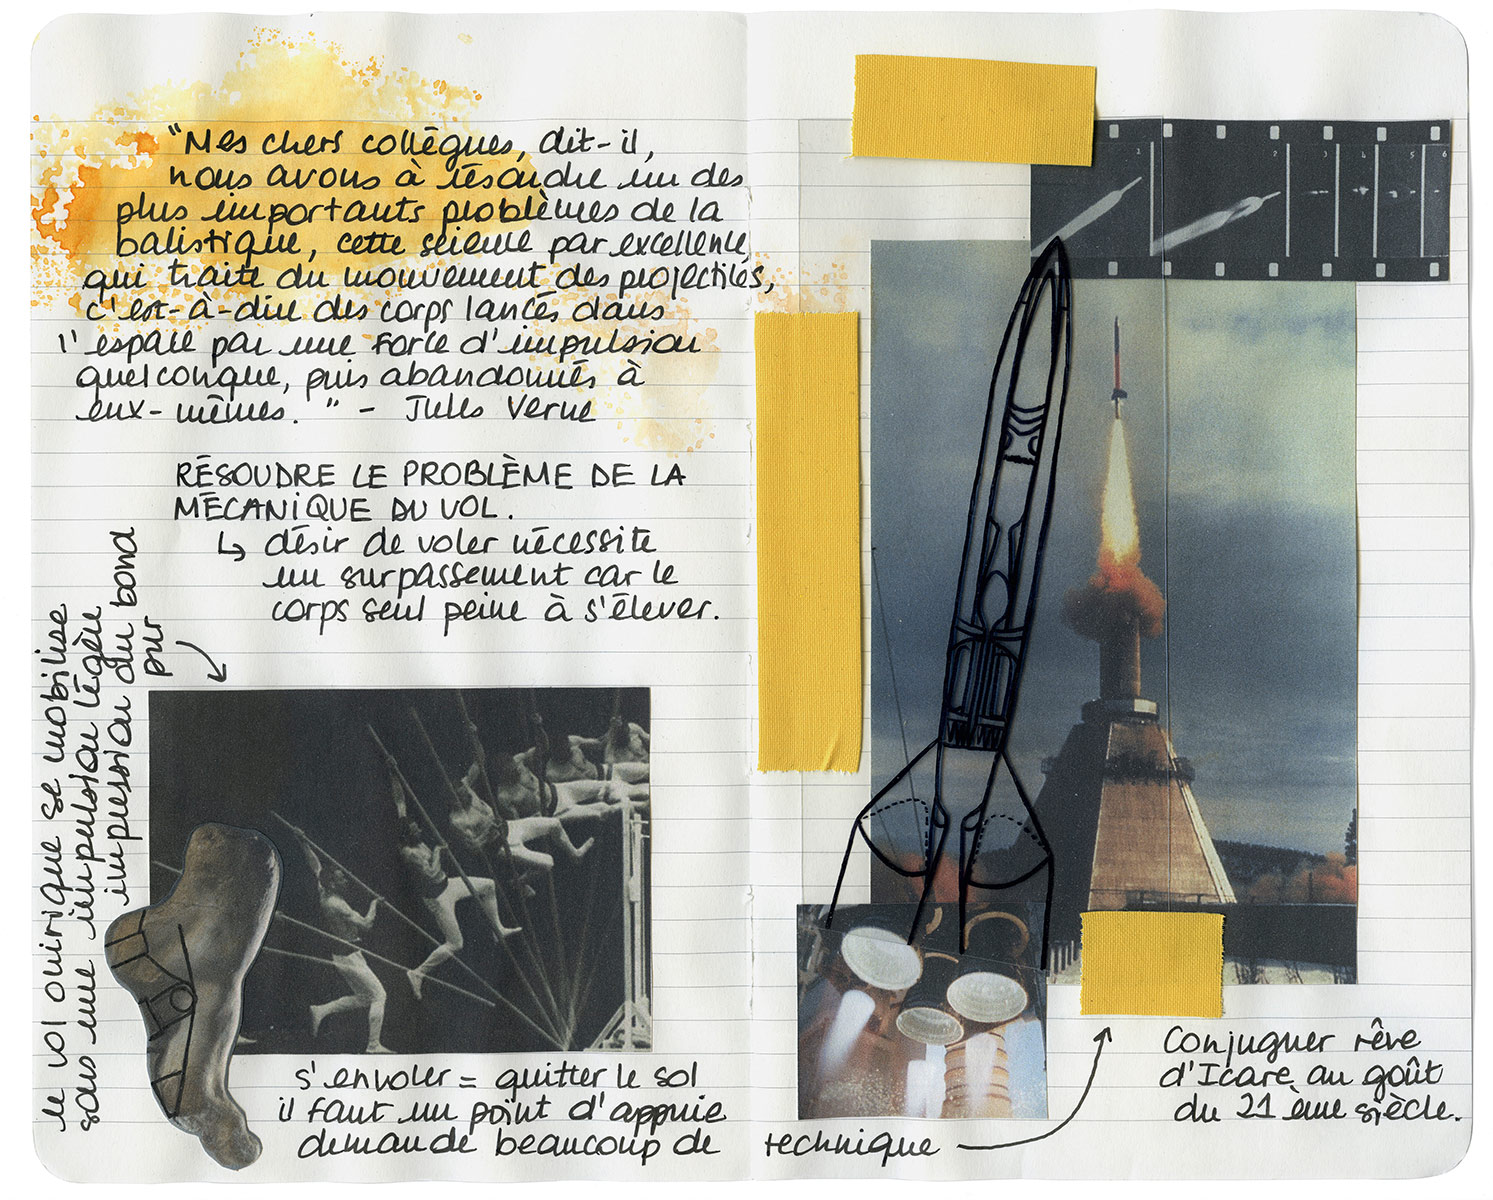 "Mes chers collègues, dit-il,
nous avons à résoudre un des
plus importants problèmes de la
balistique, cette science par excellence,
qui traite du mouvement des projectiles,
c'est-à-dire des corps lancés dans
l'espace par une force d'impulsion
quelconque, puis abandonnés à
eux-mêmes." - Jules Verne
RÉSOUDRE LE PROBLÈME DE LA
MÉCANIQUE DU VOL.
↳ désir de voler nécessite
un surpassement car le
corps seul peine à s'élever.
le vol onirique se mobilise
sous une impulsion légère
impression du bond
pur
s'envoler = quitter le sol
il faut un point d'appuie
demande beaucoup de technique
Conjuguer rêve
d'Icare au goût
du 21 ème siècle.
1 2 3 4 5 6